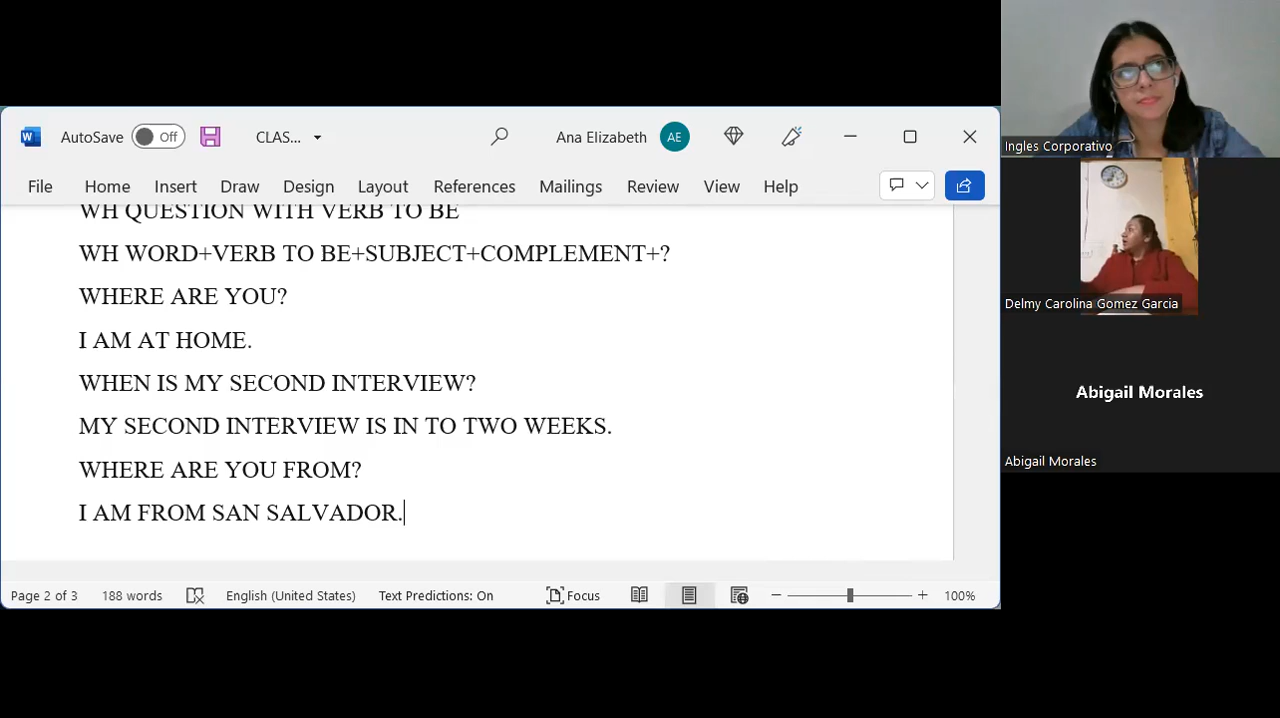 AutoSave Off CLAS... Ana Elizabeth AE
File Home Insert Draw Design Layout References Mailings Review View Help
WH QUESTION WITH VERB TO BE
WH WORD+VERB TO BE+SUBJECT+COMPLEMENT+?
WHERE ARE YOU?
I AM AT HOME.
WHEN IS MY SECOND INTERVIEW?
MY SECOND INTERVIEW IS IN TO TWO WEEKS.
WHERE ARE YOU FROM?
I AM FROM SAN SALVADOR.
Page 2 of 3 188 words English (United States) Text Predictions: On Focus 100%
Ingles Corporativo
Delmy Carolina Gomez Garcia
Abigail Morales
Abigail Morales